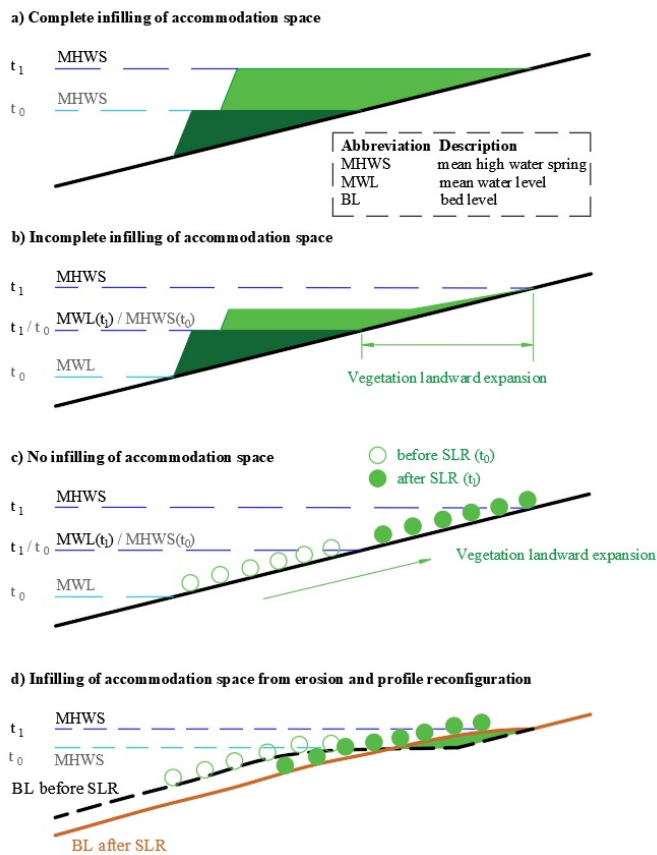 a) Complete infilling of accommodation space
t1 MHWS
t0 MHWS
Abbreviation Description
MHWS mean high water spring
MWL mean water level
BL bed level
b) Incomplete infilling of accommodation space
t1 MHWS
t1/t0 MWL(t1) / MHWS(t0)
t0 MWL
Vegetation landward expansion
c) No infilling of accommodation space
before SLR (t0)
after SLR (t1)
t1 MHWS
t1/t0 MWL(t1) / MHWS(t0)
Vegetation landward expansion
t0 MWL
d) Infilling of accommodation space from erosion and profile reconfiguration
t1 MHWS
t0 MHWS
BL before SLR
BL after SLR